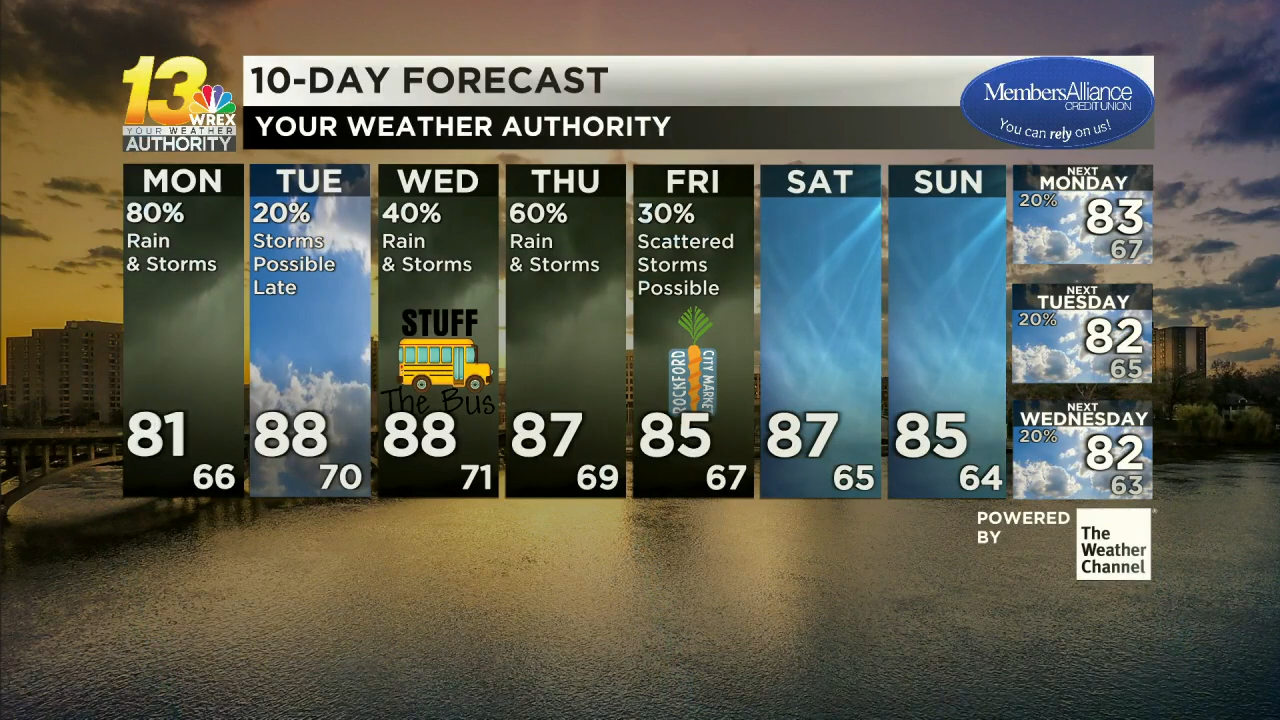 13
WREX
YOUR WEATHER
AUTHORITY
10-DAY FORECAST
YOUR WEATHER AUTHORITY
MembersAlliance
CREDIT UNION
You can rely on us!
MON
80%
Rain
& Storms
81
66
TUE
20%
Storms
Possible
Late
88
70
WED
40%
Rain
& Storms
STUFF
The Bus
88
71
THU
60%
Rain
& Storms
87
69
FRI
30%
Scattered
Storms
Possible
ROCKFORD
CITY MARKET
85
67
SAT
87
65
SUN
85
64
NEXT
MONDAY
20%
83
67
NEXT
TUESDAY
20%
82
65
NEXT
WEDNESDAY
20%
82
63
POWERED
BY
The
Weather
Channel